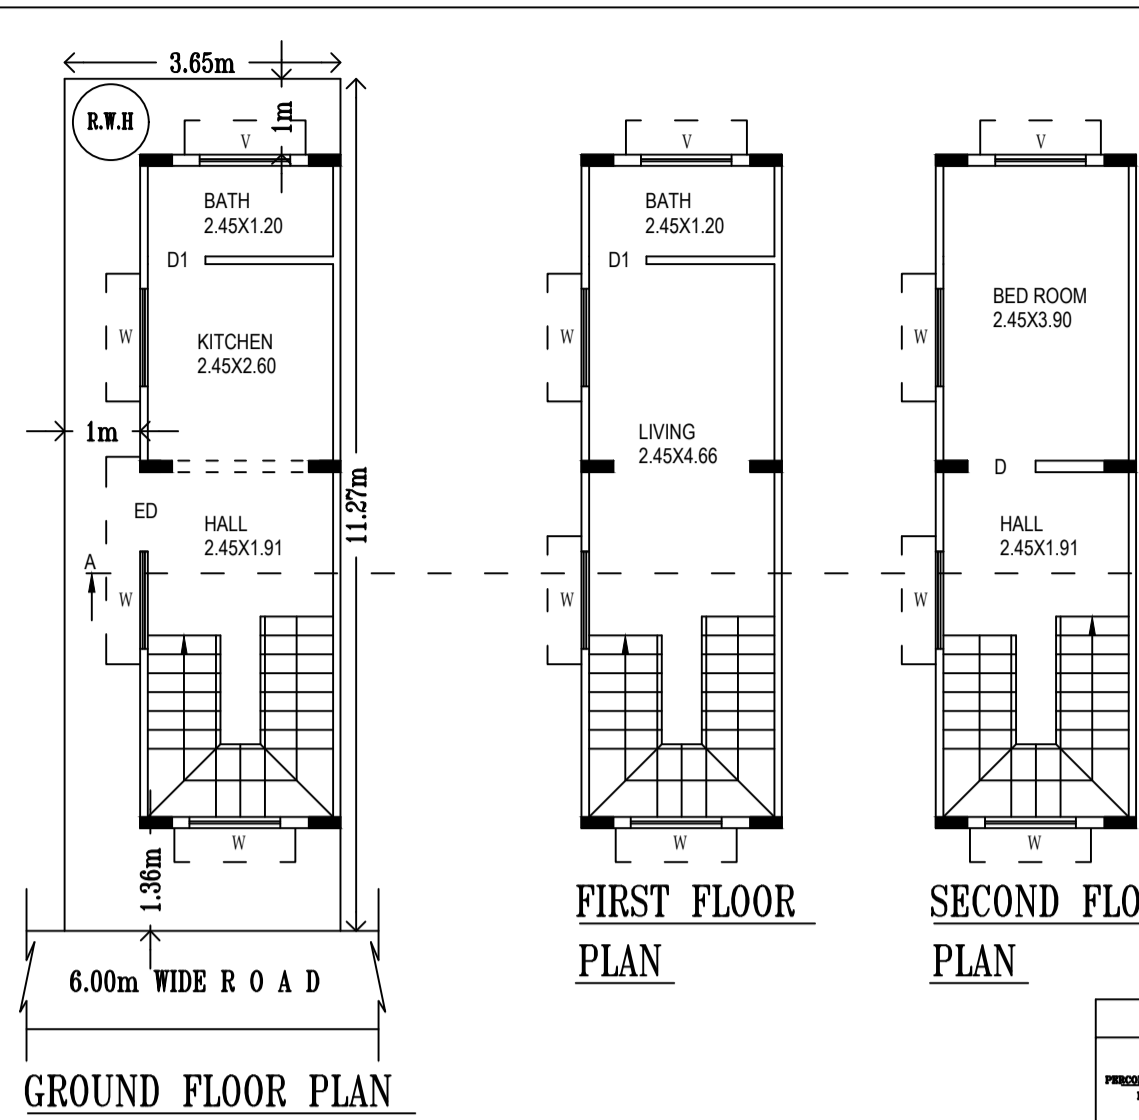 3.65m
R.W.H
1m
V
BATH
2.45X1.20
D1
W
KITCHEN
2.45X2.60
1m
11.27m
ED
HALL
2.45X1.91
A
W
W
1.36m
6.00m WIDE R O A D
GROUND FLOOR PLAN
V
BATH
2.45X1.20
D1
W
LIVING
2.45X4.66
W
W
FIRST FLOOR
PLAN
V
BED ROOM
2.45X3.90
W
D
HALL
2.45X1.91
W
W
SECOND FLO
PLAN